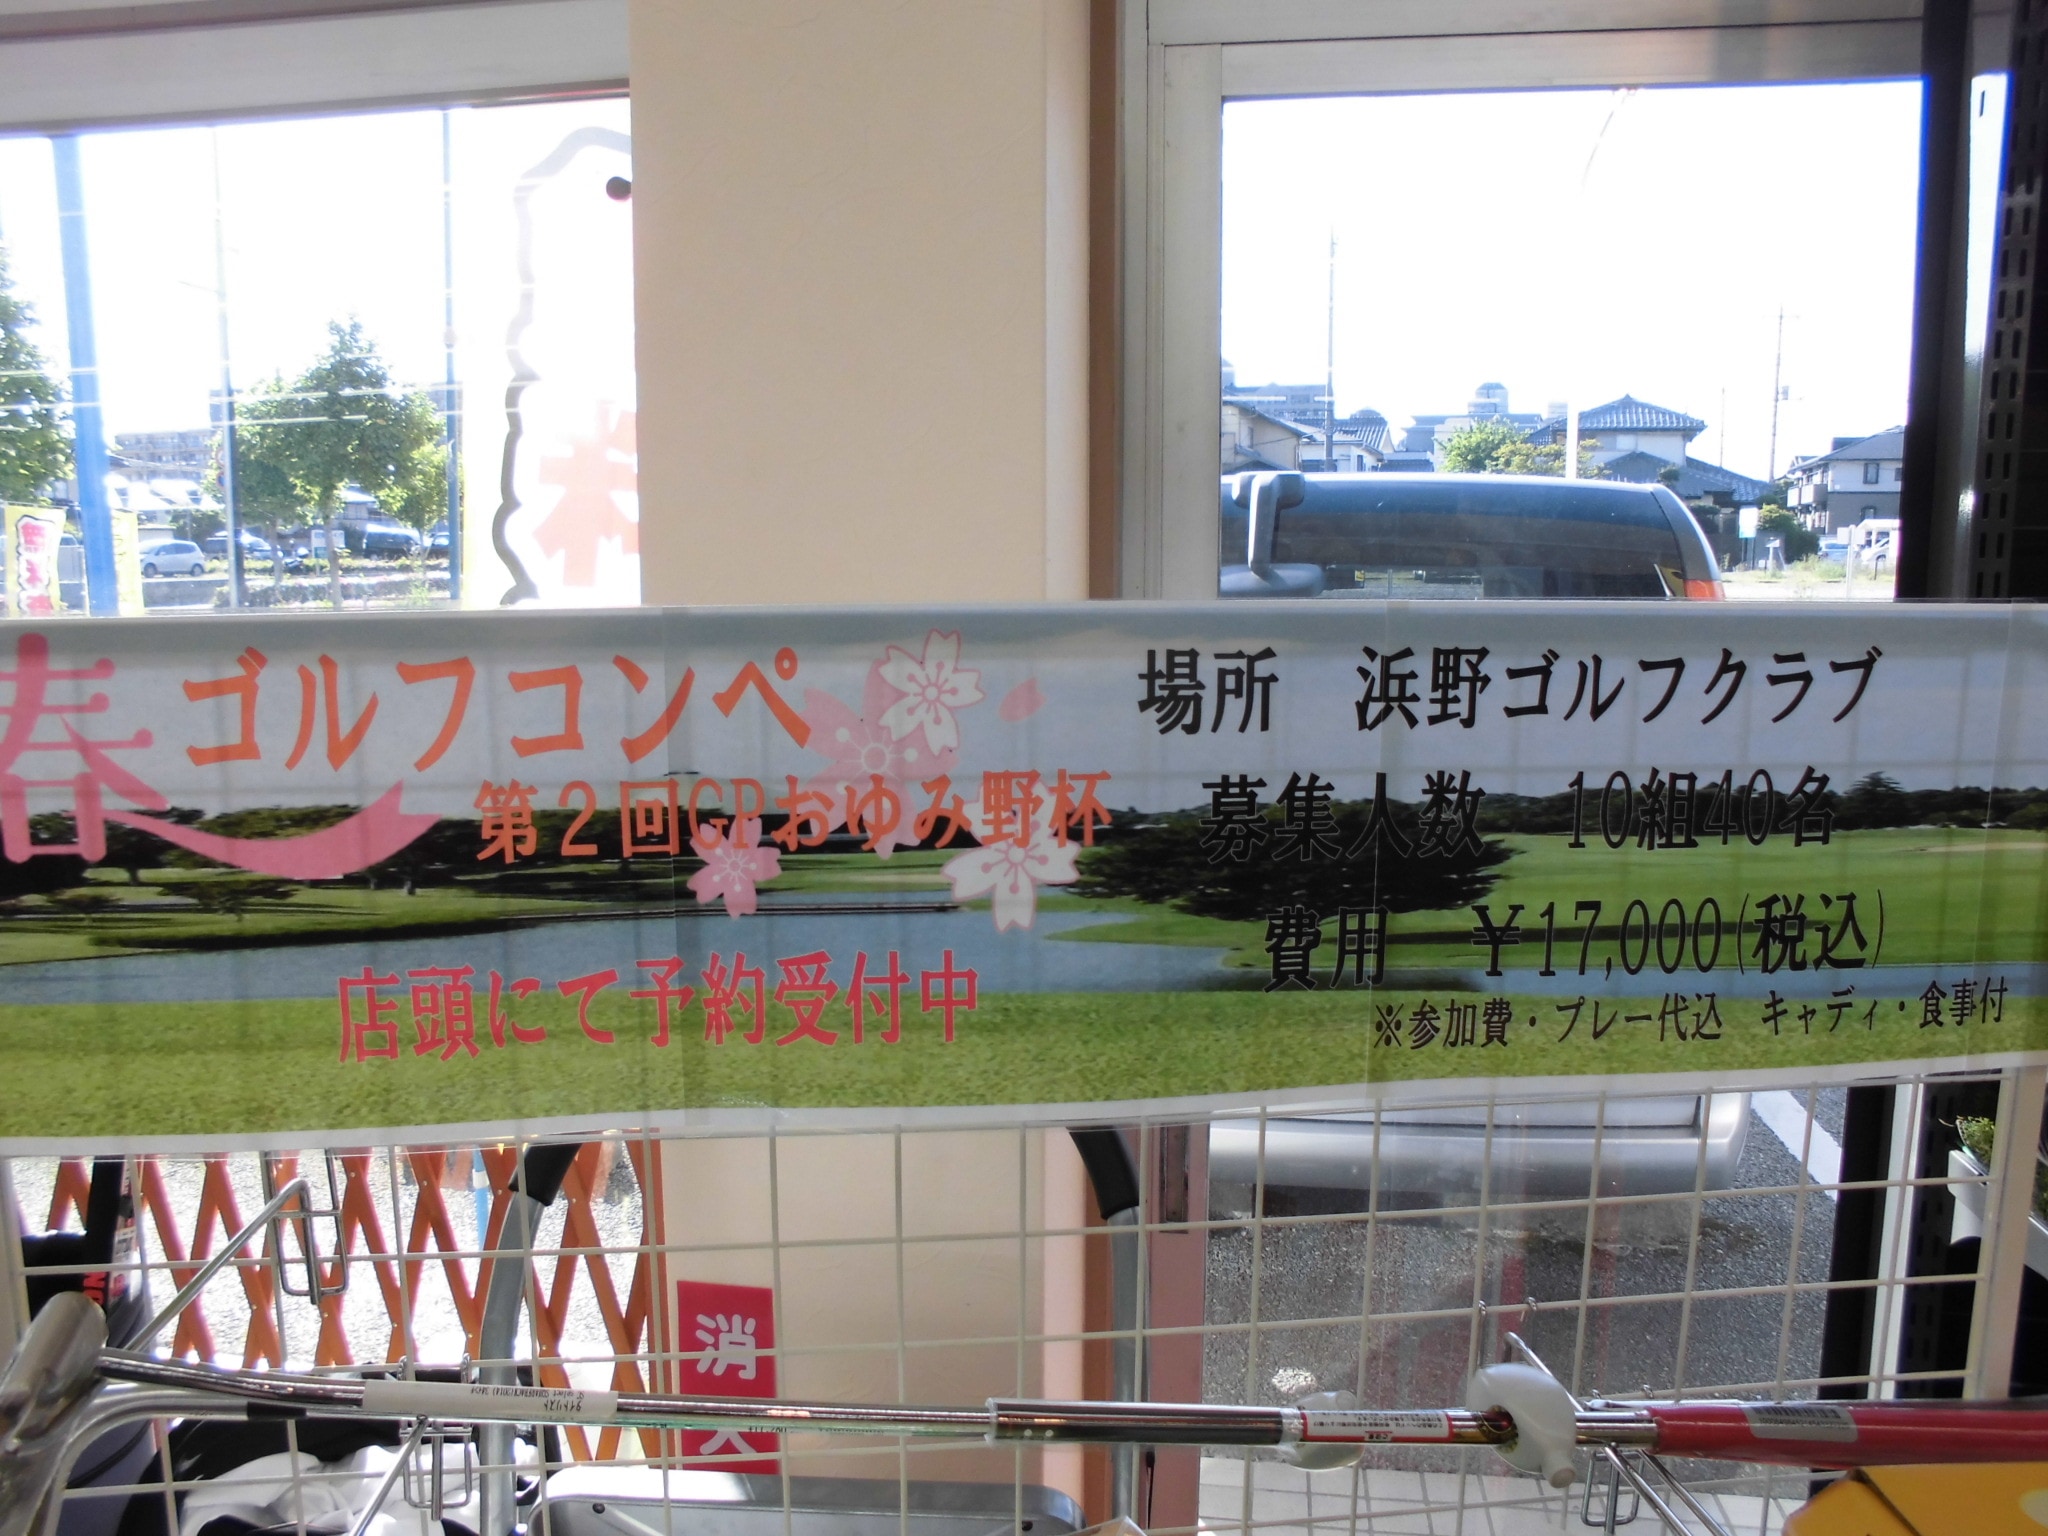 春 ゴルフコンペ
第2回GPおゆみ野杯
店頭にて予約受付中
場所 浜野ゴルフクラブ
募集人数 10組40名
費用 ￥17,000(税込)
※参加費・プレー代込 キャディ・食事付
消